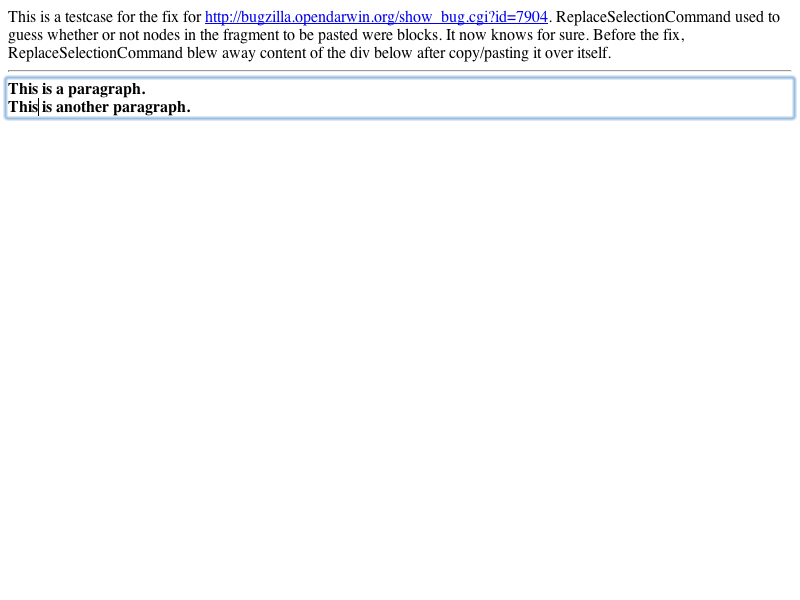 This is a testcase for the fix for http://bugzilla.opendarwin.org/show_bug.cgi?id=7904. ReplaceSelectionCommand used to
guess whether or not nodes in the fragment to be pasted were blocks. It now knows for sure. Before the fix,
ReplaceSelectionCommand blew away content of the div below after copy/pasting it over itself.
This is a paragraph.
This is another paragraph.